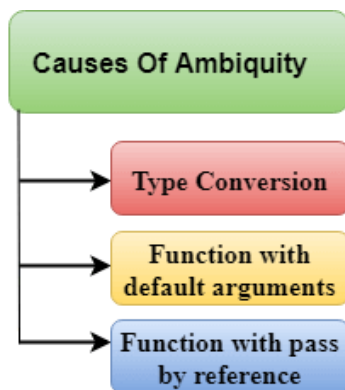 Causes Of Ambiquity
Type Conversion
Function with
default arguments
Function with pass
by reference